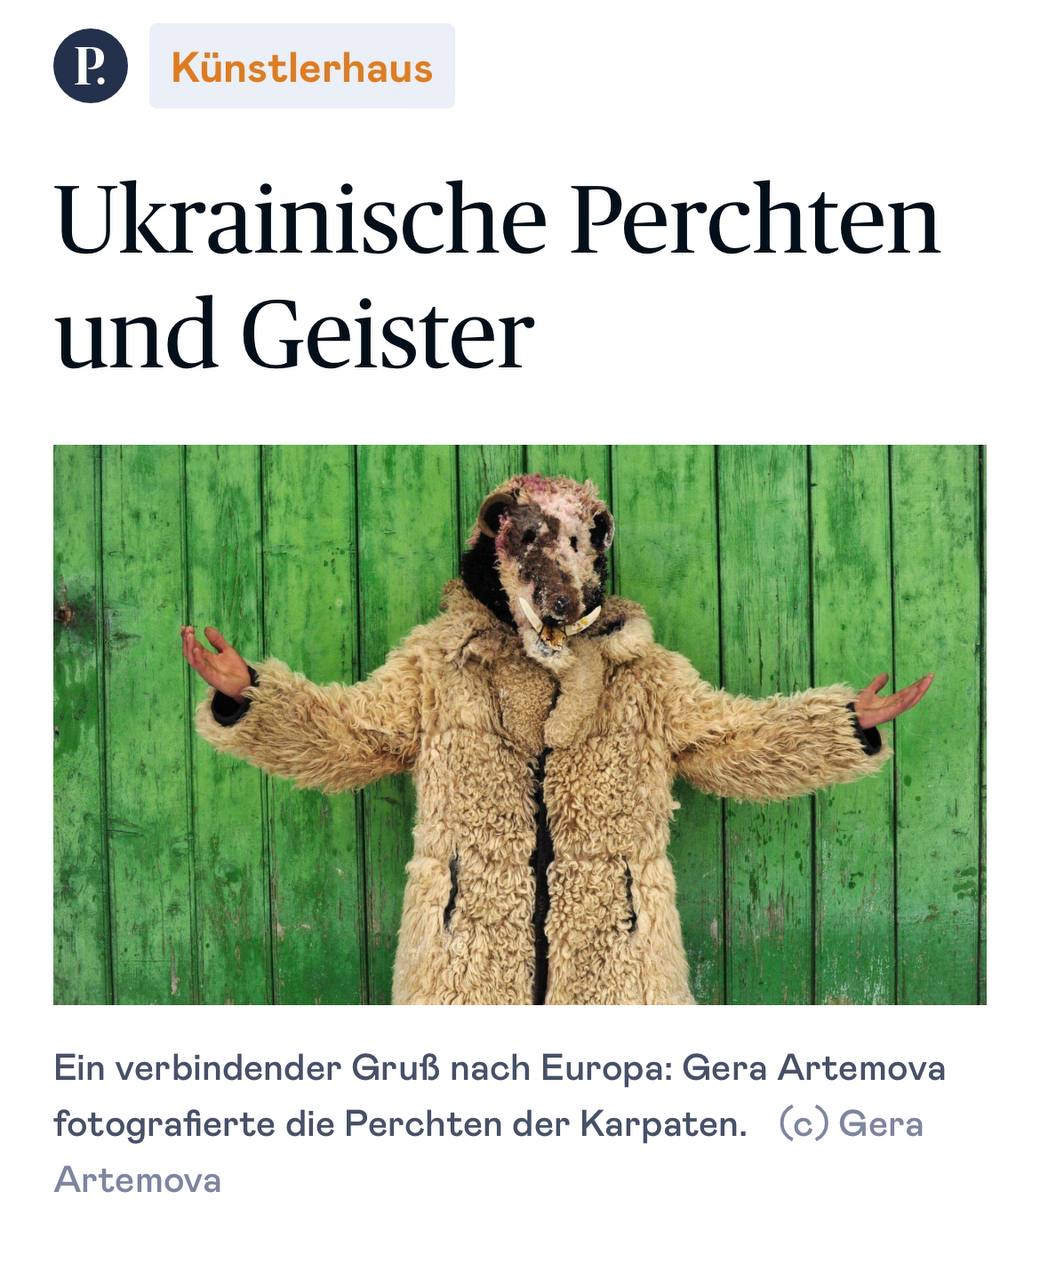 P.
Künstlerhaus
Ukrainische Perchten
und Geister
Ein verbindender Gruß nach Europa: Gera Artemova
fotografierte die Perchten der Karpaten. (c) Gera
Artemova